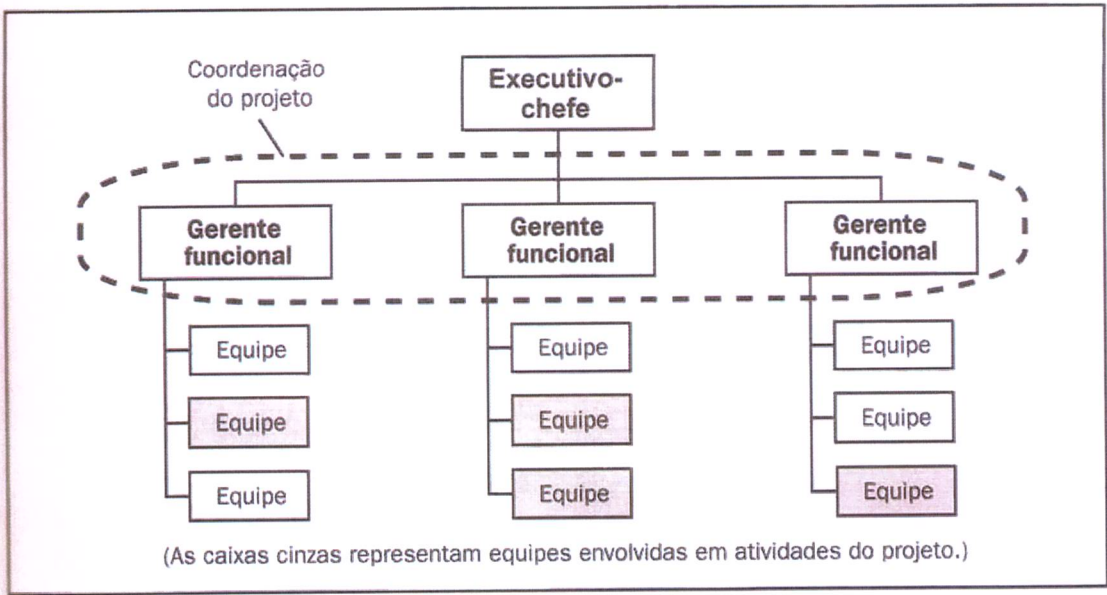 Coordenação
do projeto
Executivo-
chefe
Gerente
funcional
Gerente
funcional
Gerente
funcional
Equipe
Equipe
Equipe
Equipe
Equipe
Equipe
Equipe
Equipe
Equipe
(As caixas cinzas representam equipes envolvidas em atividades do projeto.)